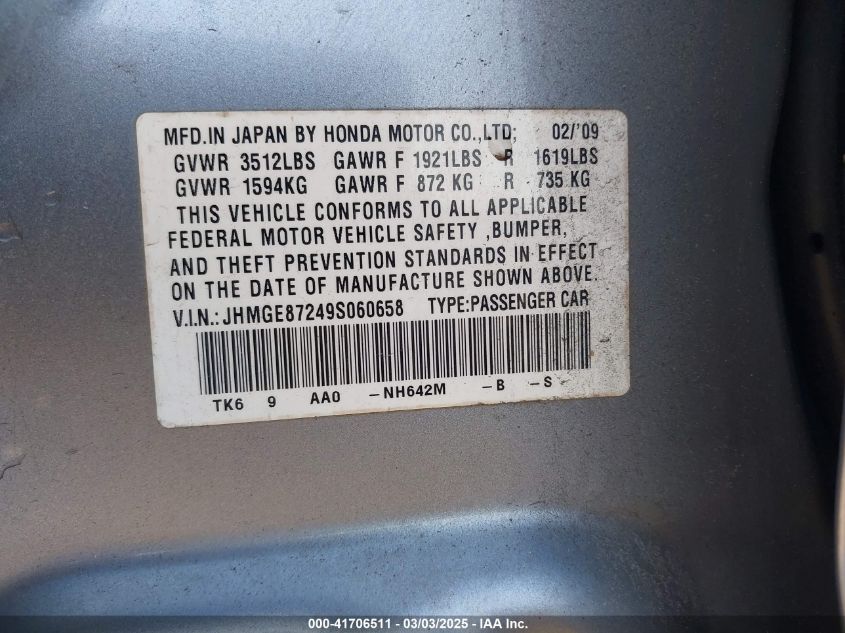 MFD.IN JAPAN BY HONDA MOTOR CO.,LTD; 02/'09
GVWR 3512LBS GAWR F 1921LBS R 1619LBS
GVWR 1594KG GAWR F 872 KG R 735 KG
THIS VEHICLE CONFORMS TO ALL APPLICABLE
FEDERAL MOTOR VEHICLE SAFETY ,BUMPER,
AND THEFT PREVENTION STANDARDS IN EFFECT
ON THE DATE OF MANUFACTURE SHOWN ABOVE.
V.I.N.: JHMGE87249S060658 TYPE:PASSENGER CAR
TK6 9 AA0 -NH642M -B -S
000-41706511 - 03/03/2025 - IAA Inc.